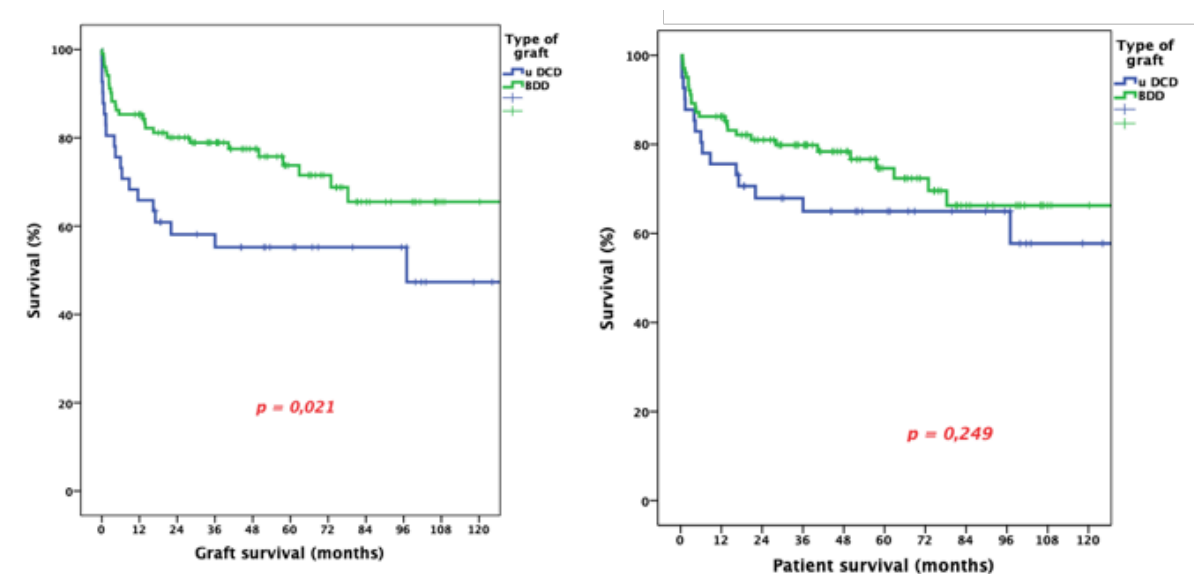 Type of
graft
u DCD
BDD
100
80
60
40
20
0
Survival (%)
p = 0,021
0 12 24 36 48 60 72 84 96 108 120
Graft survival (months)
Type of
graft
u DCD
BDD
100
80
60
40
20
0
Survival (%)
p = 0,249
0 12 24 36 48 60 72 84 96 108 120
Patient survival (months)